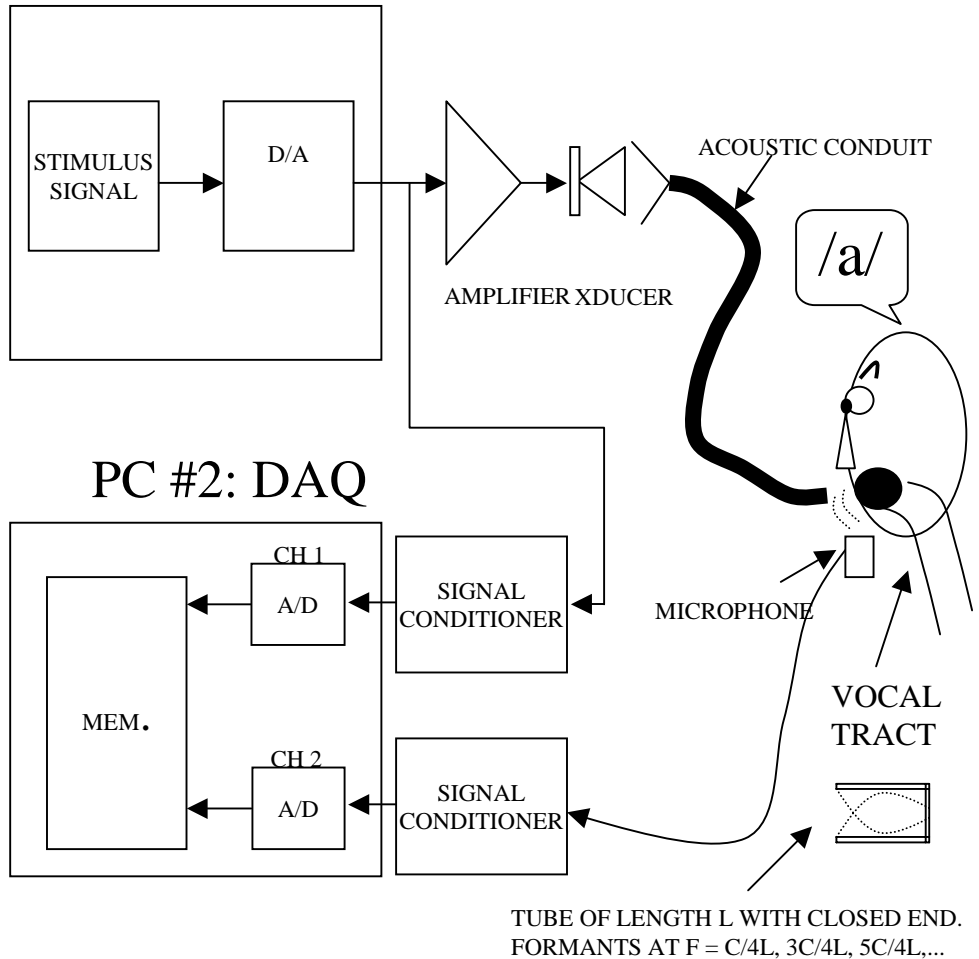 STIMULUS
SIGNAL
D/A
ACOUSTIC CONDUIT
/a/
AMPLIFIER XDUCER
PC #2: DAQ
CH 1
A/D
SIGNAL
CONDITIONER
MICROPHONE
MEM.
VOCAL
TRACT
CH 2
A/D
SIGNAL
CONDITIONER
TUBE OF LENGTH L WITH CLOSED END.
FORMANTS AT F = C/4L, 3C/4L, 5C/4L,...